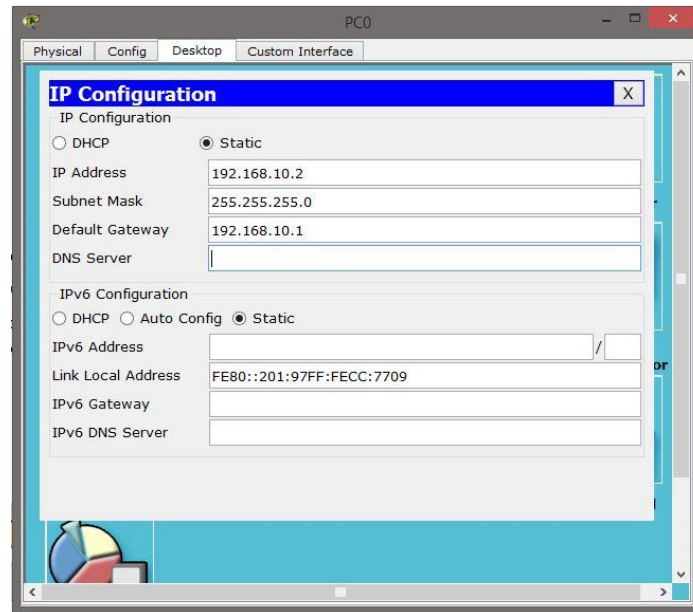 PC0
Physical Config Desktop Custom Interface
IP Configuration X
IP Configuration
DHCP Static
IP Address 192.168.10.2
Subnet Mask 255.255.255.0
Default Gateway 192.168.10.1
DNS Server
IPv6 Configuration
DHCP Auto Config Static
IPv6 Address /
Link Local Address FE80::201:97FF:FECC:7709
IPv6 Gateway
IPv6 DNS Server
or